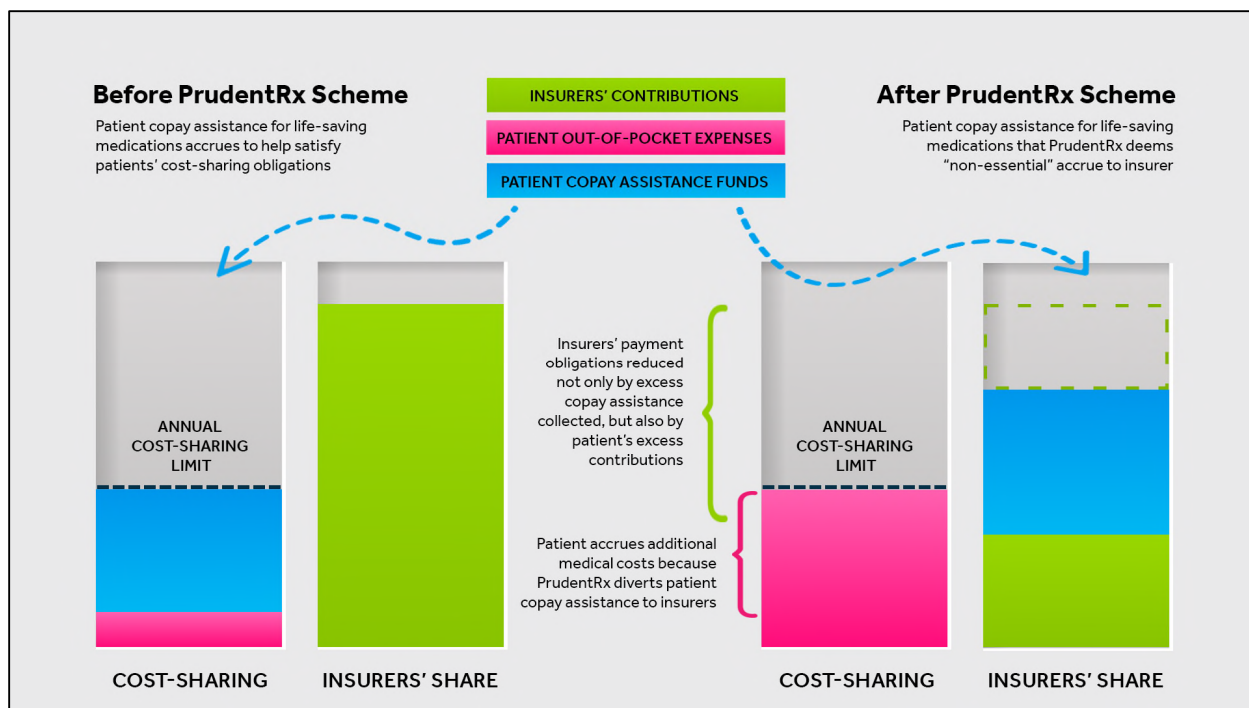 Before PrudentRx Scheme
Patient copay assistance for life-saving
medications accrues to help satisfy
patients' cost-sharing obligations
INSURERS' CONTRIBUTIONS
PATIENT OUT-OF-POCKET EXPENSES
PATIENT COPAY ASSISTANCE FUNDS
After PrudentRx Scheme
Patient copay assistance for life-saving
medications that PrudentRx deems
“non-essential” accrue to insurer
ANNUAL
COST-SHARING
LIMIT
COST-SHARING
INSURERS' SHARE
Insurers' payment
obligations reduced
not only by excess
copay assistance
collected, but also by
patient's excess
contributions
Patient accrues additional
medical costs because
PrudentRx diverts patient
copay assistance to insurers
ANNUAL
COST-SHARING
LIMIT
COST-SHARING
INSURERS' SHARE